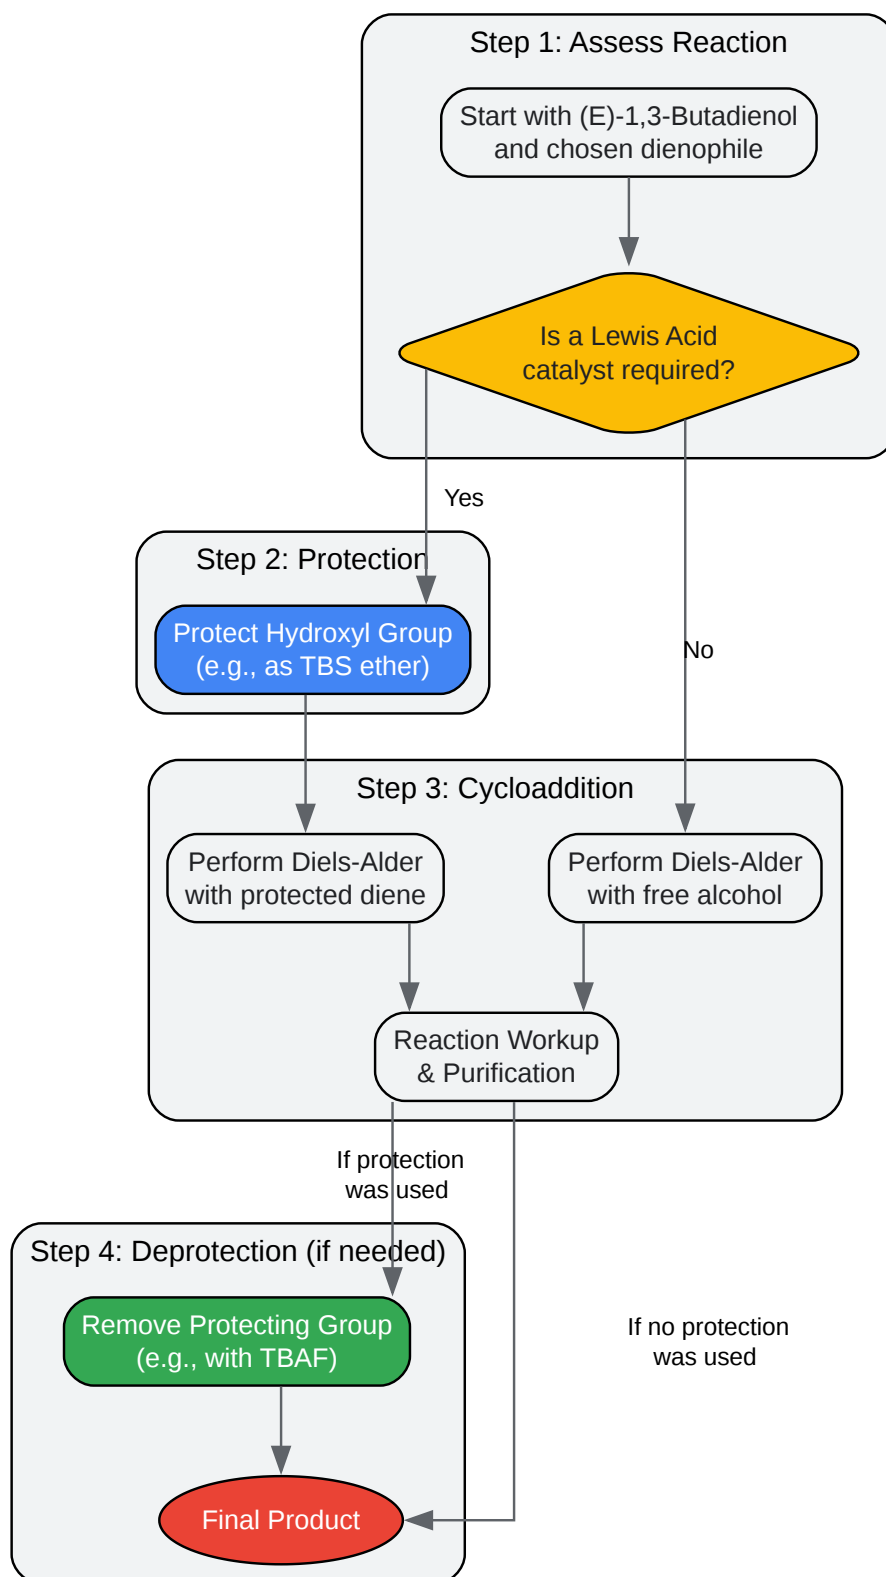 Step 1: Assess Reaction
Start with (E)-1,3-Butadienol
and chosen dienophile
Is a Lewis Acid
catalyst required?
Yes
Step 2: Protection
Protect Hydroxyl Group
(e.g., as TBS ether)
No
Step 3: Cycloaddition
Perform Diels-Alder
with protected diene
Perform Diels-Alder
with free alcohol
Reaction Workup
& Purification
If protection
was used
Step 4: Deprotection (if needed)
Remove Protecting Group
(e.g., with TBAF)
If no protection
was used
Final Product